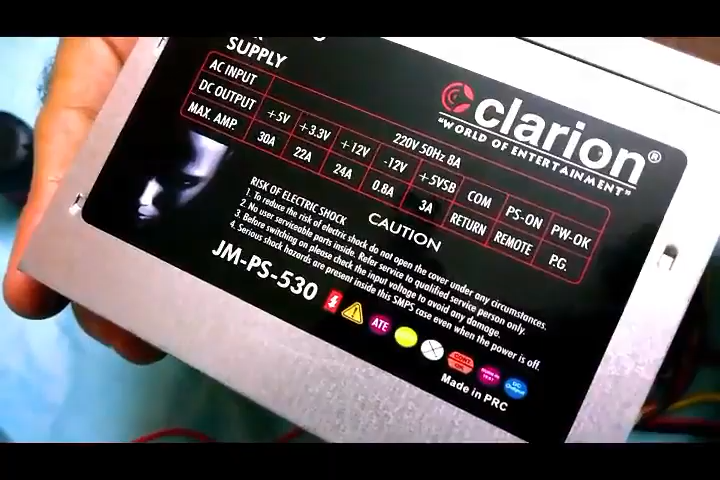 SUPPLY
clarion®
"WORLD OF ENTERTAINMENT"
AC INPUT 220V 50Hz 8A
DC OUTPUT +5V +3.3V +12V -12V +5VSB COM PS-ON PW-OK
MAX. AMP. 30A 22A 24A 0.8A 3A RETURN REMOTE P.G.
CAUTION
RISK OF ELECTRIC SHOCK
1. To reduce the risk of electric shock do not open the cover under any circumstances.
2. No user serviceable parts inside. Refer service to qualified service person only.
3. Before switching on please check the input voltage to avoid any damage.
4. Serious shock hazards are present inside this SMPS case even when the power is off.
JM-PS-530
ATE
Made in PRC